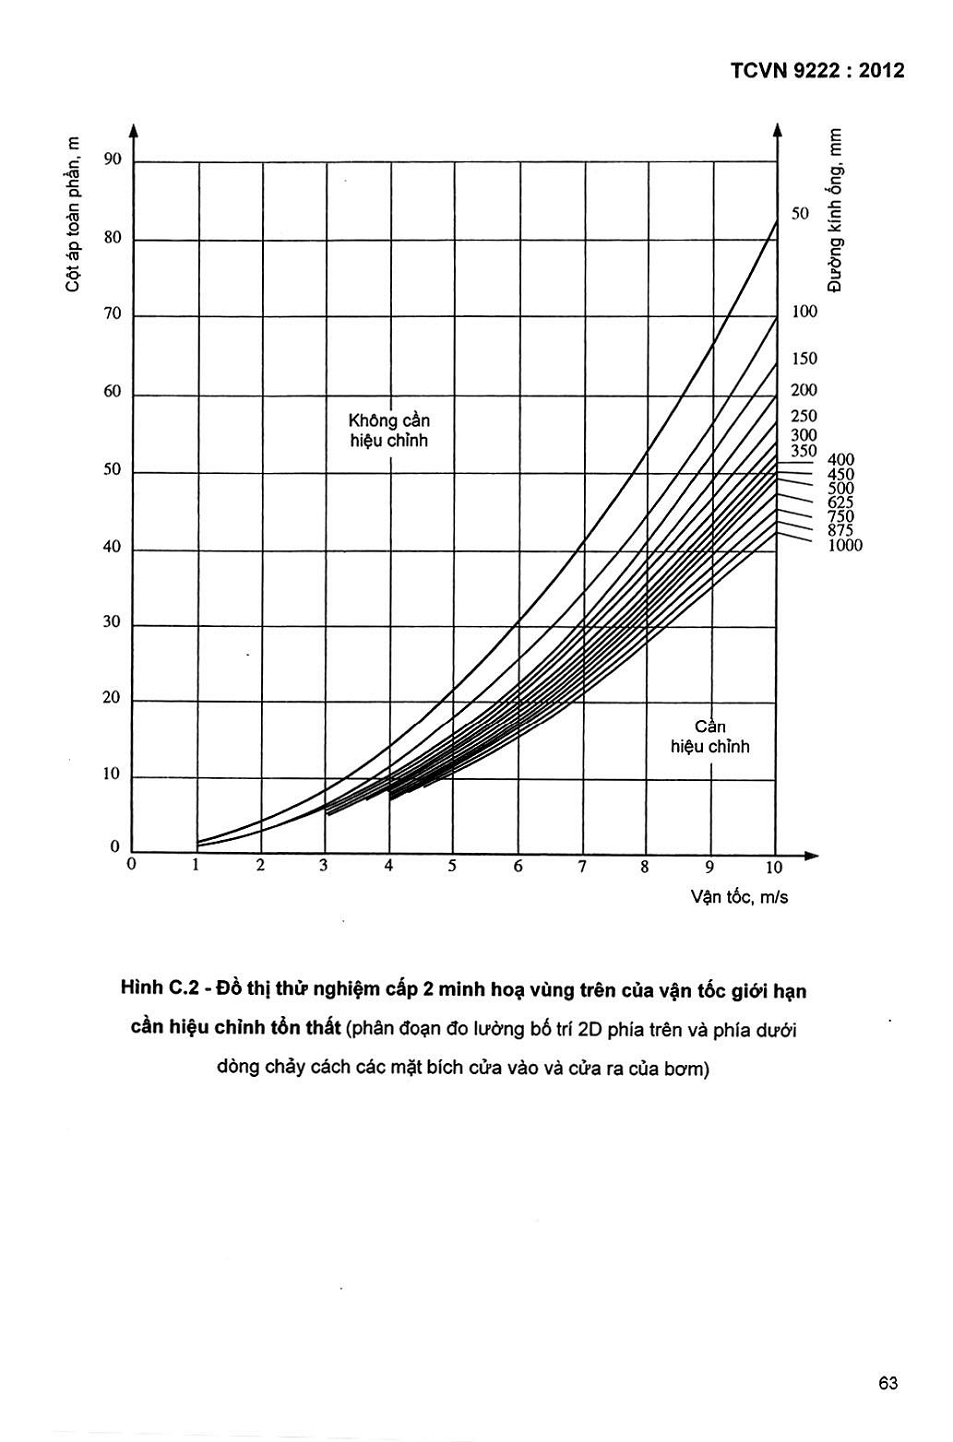 TCVN 9222 : 2012
Cột áp toàn phần, m
Đường kính ống, mm
90
80
70
60
50
40
30
20
10
0
50
100
150
200
250
300
350
400
450
500
625
750
875
1000
Không cần
hiệu chỉnh
Cần
hiệu chỉnh
0 1 2 3 4 5 6 7 8 9 10
Vận tốc, m/s
Hình C.2 - Đồ thị thử nghiệm cấp 2 minh hoạ vùng trên của vận tốc giới hạn
cần hiệu chỉnh tổn thất (phân đoạn đo lường bố trí 2D phía trên và phía dưới
dòng chảy cách các mặt bích cửa vào và cửa ra của bơm)
63